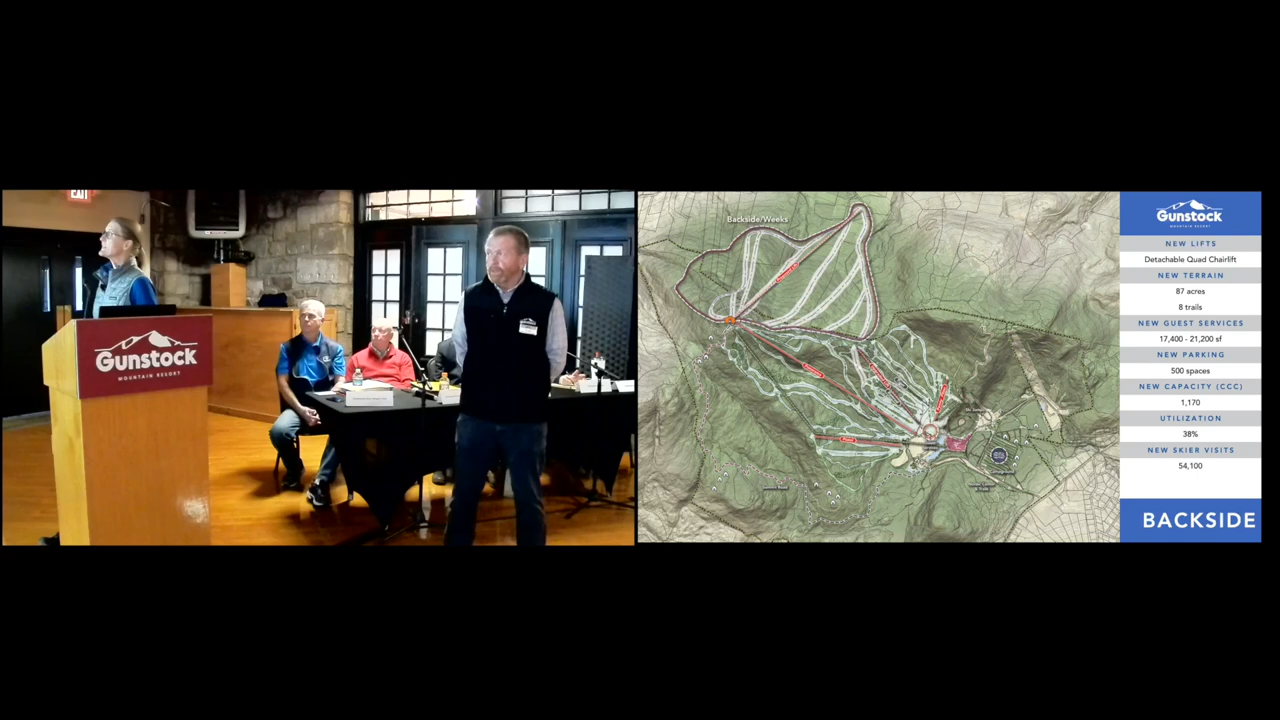 EXIT
Gunstock
MOUNTAIN RESORT
Backside/Weeks
Gunstock
MOUNTAIN RESORT
NEW LIFTS
Detachable Quad Chairlift
NEW TERRAIN
87 acres
8 trails
NEW GUEST SERVICES
17,400 - 21,200 sf
NEW PARKING
500 spaces
NEW CAPACITY (CCC)
1,170
UTILIZATION
38%
NEW SKIER VISITS
54,100
BACKSIDE